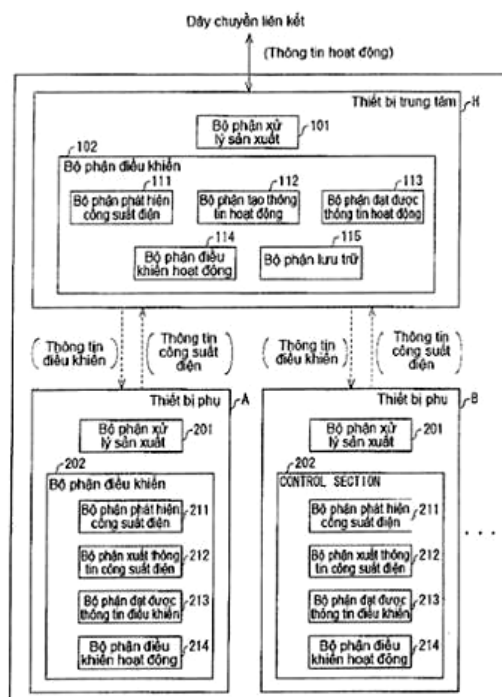 Dây chuyền liên kết
(Thông tin hoạt động)
Thiết bị trung tâm H
Bộ phận xử
lý sản xuất 101
102
Bộ phận điều khiển
111 112 113
Bộ phận phát hiện
công suất điện
Bộ phận tạo thông
tin hoạt động
Bộ phận đạt được
thông tin hoạt động
114 115
Bộ phận điều
khiển hoạt động
Bộ phận lưu trữ
(Thông tin
điều khiển)
(Thông tin
công suất
điện)
(Thông tin
điều khiển)
(Thông tin
công suất
điện)
Thiết bị phụ A
Bộ phận xử
lý sản xuất 201
202
Bộ phận điều khiển
Bộ phận phát hiện
công suất điện 211
Bộ phận xuất thông
tin công suất điện 212
Bộ phận đạt được
thông tin điều khiển 213
Bộ phận điều
khiển hoạt động 214
Thiết bị phụ B
Bộ phận xử
lý sản xuất 201
202
CONTROL SECTION
Bộ phận phát hiện
công suất điện 211
Bộ phận xuất thông
tin công suất điện 212
Bộ phận đạt được
thông tin điều khiển 213
Bộ phận điều
khiển hoạt động 214
. . .